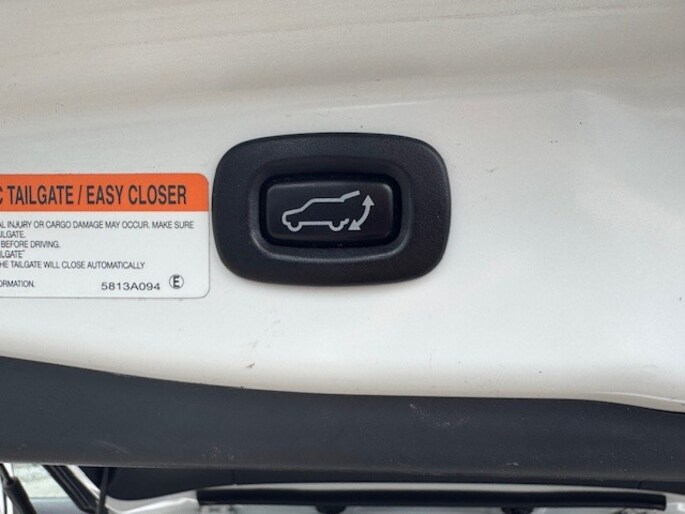 C TAILGATE / EASY CLOSER
AL INJURY OR CARGO DAMAGE MAY OCCUR. MAKE SURE
ILGATE.
BEFORE DRIVING.
LGATE"
HE TAILGATE WILL CLOSE AUTOMATICALLY
ORMATION.
5813A094 Ⓔ